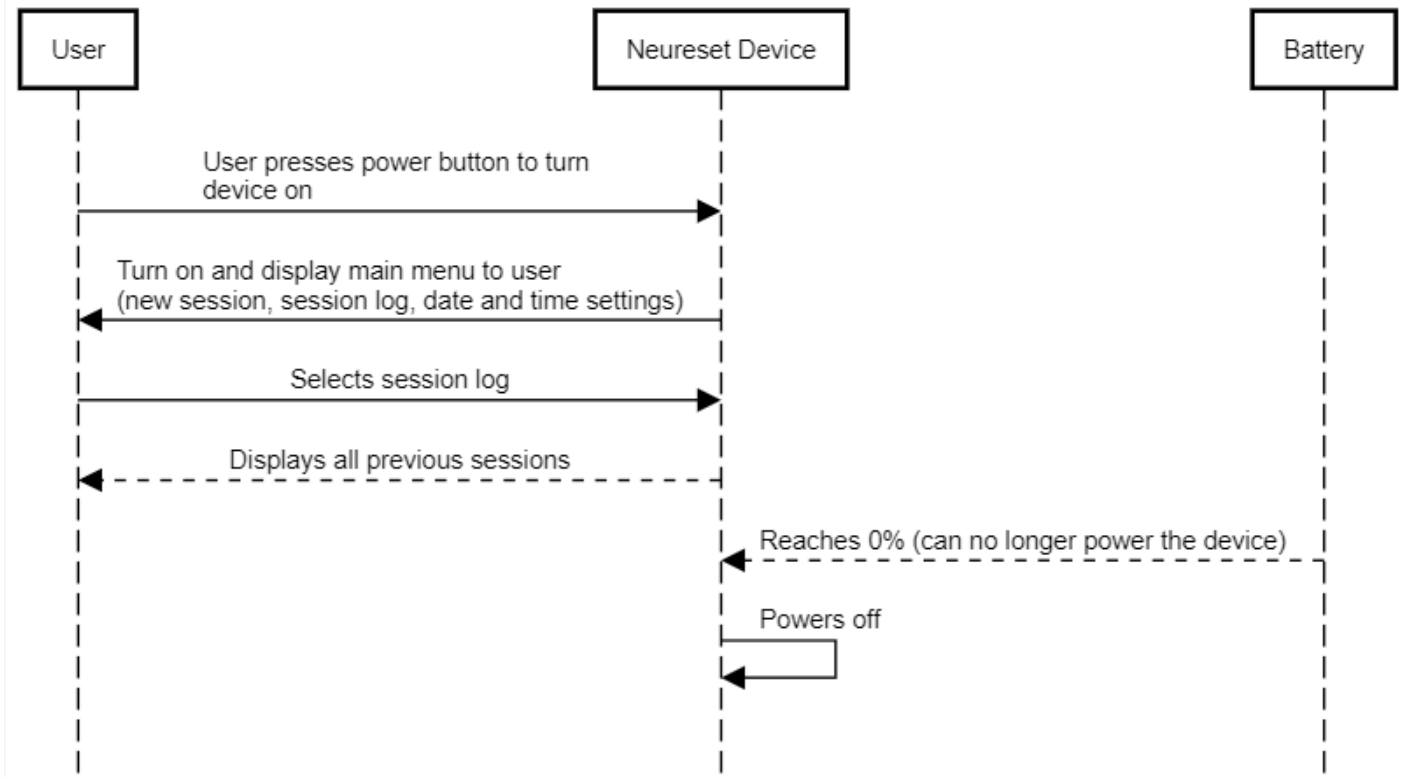 User
Neureset Device
Battery
User presses power button to turn
device on
Turn on and display main menu to user
(new session, session log, date and time settings)
Selects session log
Displays all previous sessions
Reaches 0% (can no longer power the device)
Powers off